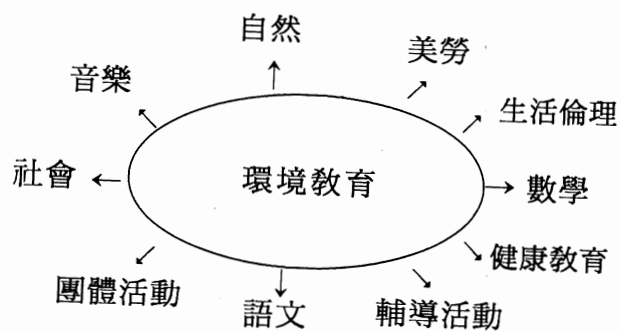 自然
美勞
音樂
生活倫理
社會
環境教育
數學
健康教育
團體活動
語文
輔導活動